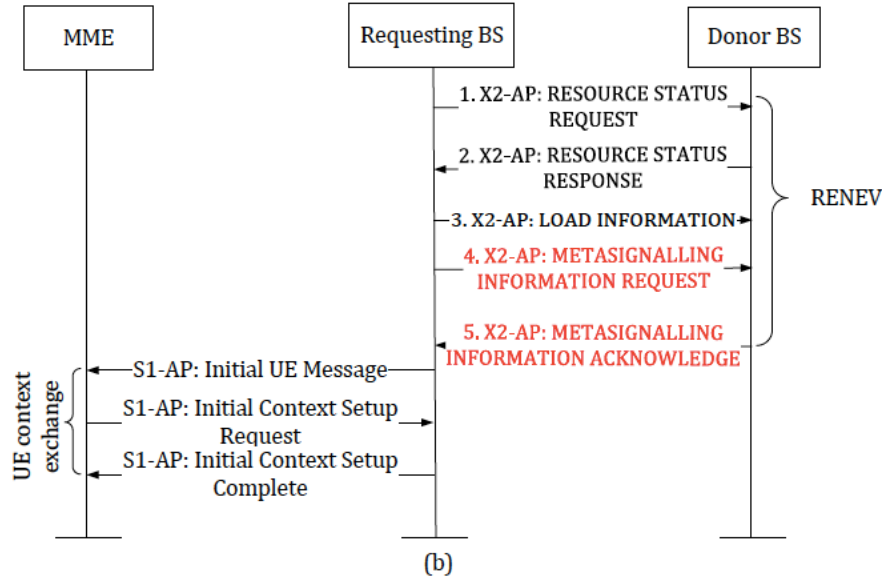 MME
Requesting BS
Donor BS
1. X2-AP: RESOURCE STATUS
REQUEST
2. X2-AP: RESOURCE STATUS
RESPONSE
RENEV
3. X2-AP: LOAD INFORMATION
4. X2-AP: METASIGNALLING
INFORMATION REQUEST
5. X2-AP: METASIGNALLING
INFORMATION ACKNOWLEDGE
S1-AP: Initial UE Message
UE context
exchange
S1-AP: Initial Context Setup
Request
S1-AP: Initial Context Setup
Complete
(b)